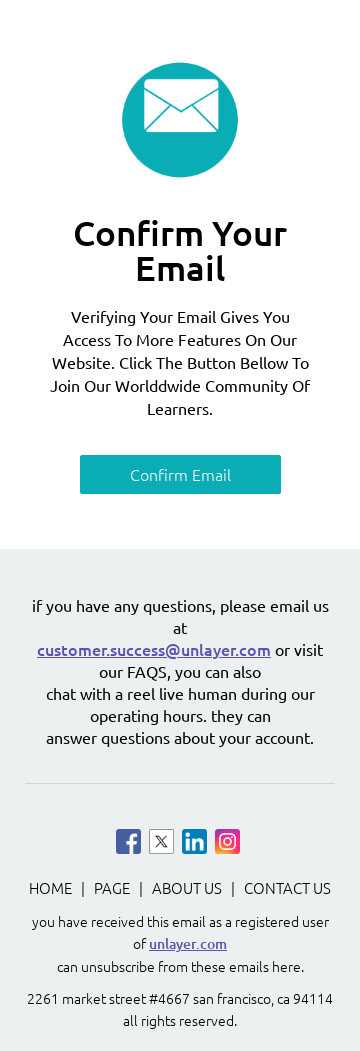 Confirm Your
Email
Verifying Your Email Gives You
Access To More Features On Our
Website. Click The Button Bellow To
Join Our Worlddwide Community Of
Learners.
Confirm Email
if you have any questions, please email us
at
customer.success@unlayer.com or visit
our FAQS, you can also
chat with a reel live human during our
operating hours. they can
answer questions about your account.
HOME | PAGE | ABOUT US | CONTACT US
you have received this email as a registered user
of unlayer.com
can unsubscribe from these emails here.
2261 market street #4667 san francisco, ca 94114
all rights reserved.